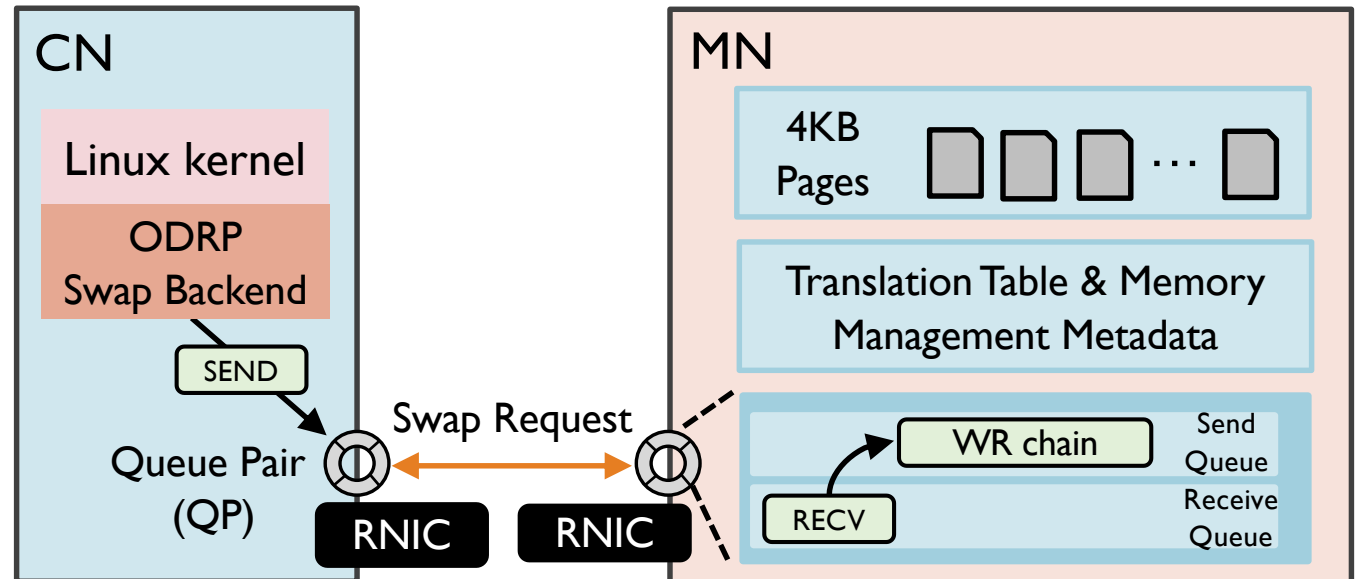 CN
Linux kernel
ODRP
Swap Backend
SEND
Queue Pair
(QP)
RNIC
Swap Request
RNIC
MN
4KB
Pages
...
Translation Table & Memory
Management Metadata
WR chain
Send
Queue
RECV
Receive
Queue